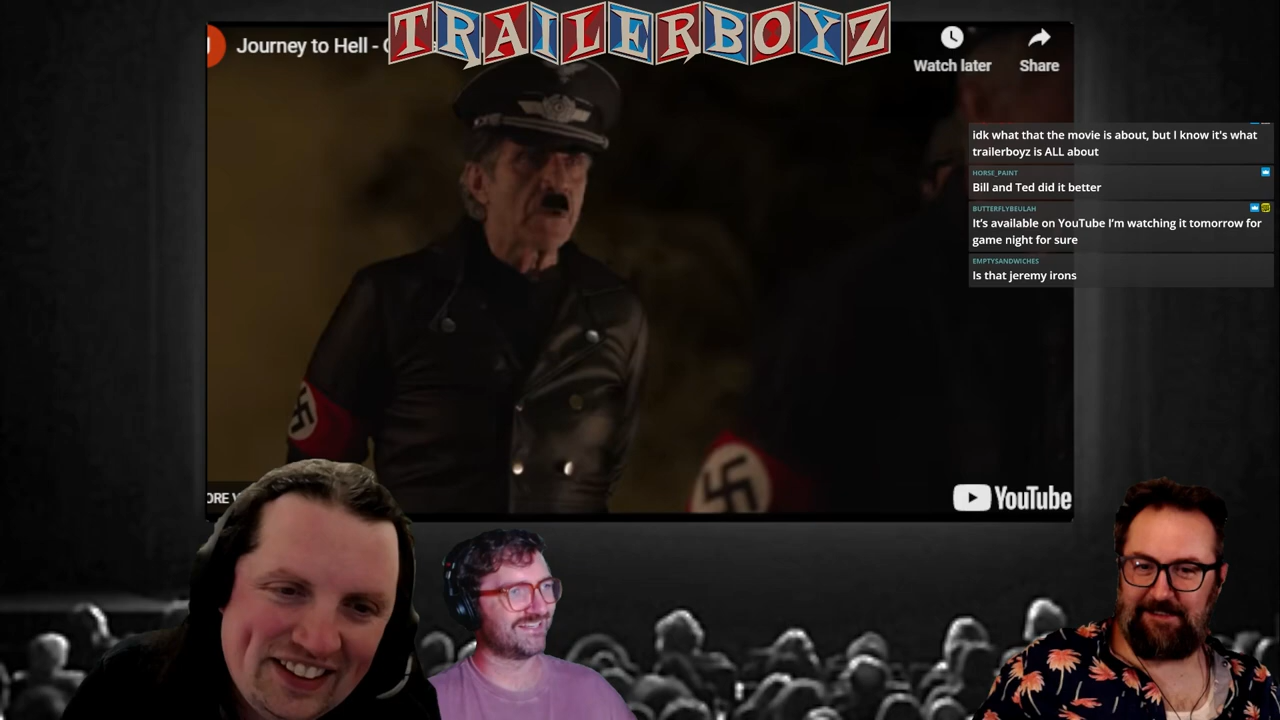 TRAILERBOYZ
Journey to Hell -
Watch later
Share
idk what that the movie is about, but I know it's what
trailerboyz is ALL about
HORSE_PAINT
Bill and Ted did it better
BUTTERFLYBEULAH
It's available on YouTube I'm watching it tomorrow for
game night for sure
EMPTYSANDWICHES
Is that jeremy irons
YouTube